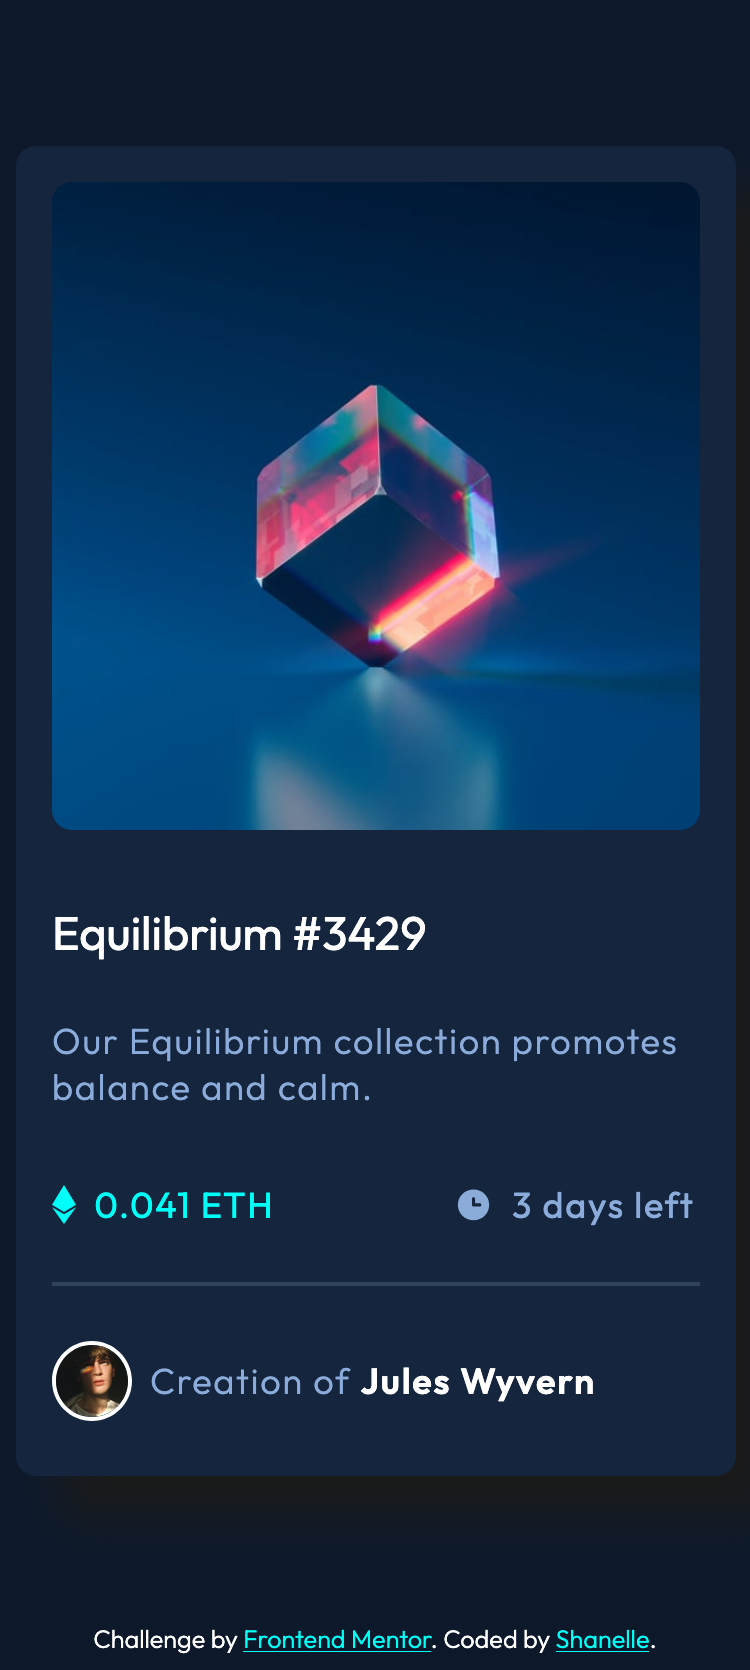 Equilibrium #3429
Our Equilibrium collection promotes
balance and calm.
0.041 ETH
3 days left
Creation of Jules Wyvern
Challenge by Frontend Mentor. Coded by Shanelle.